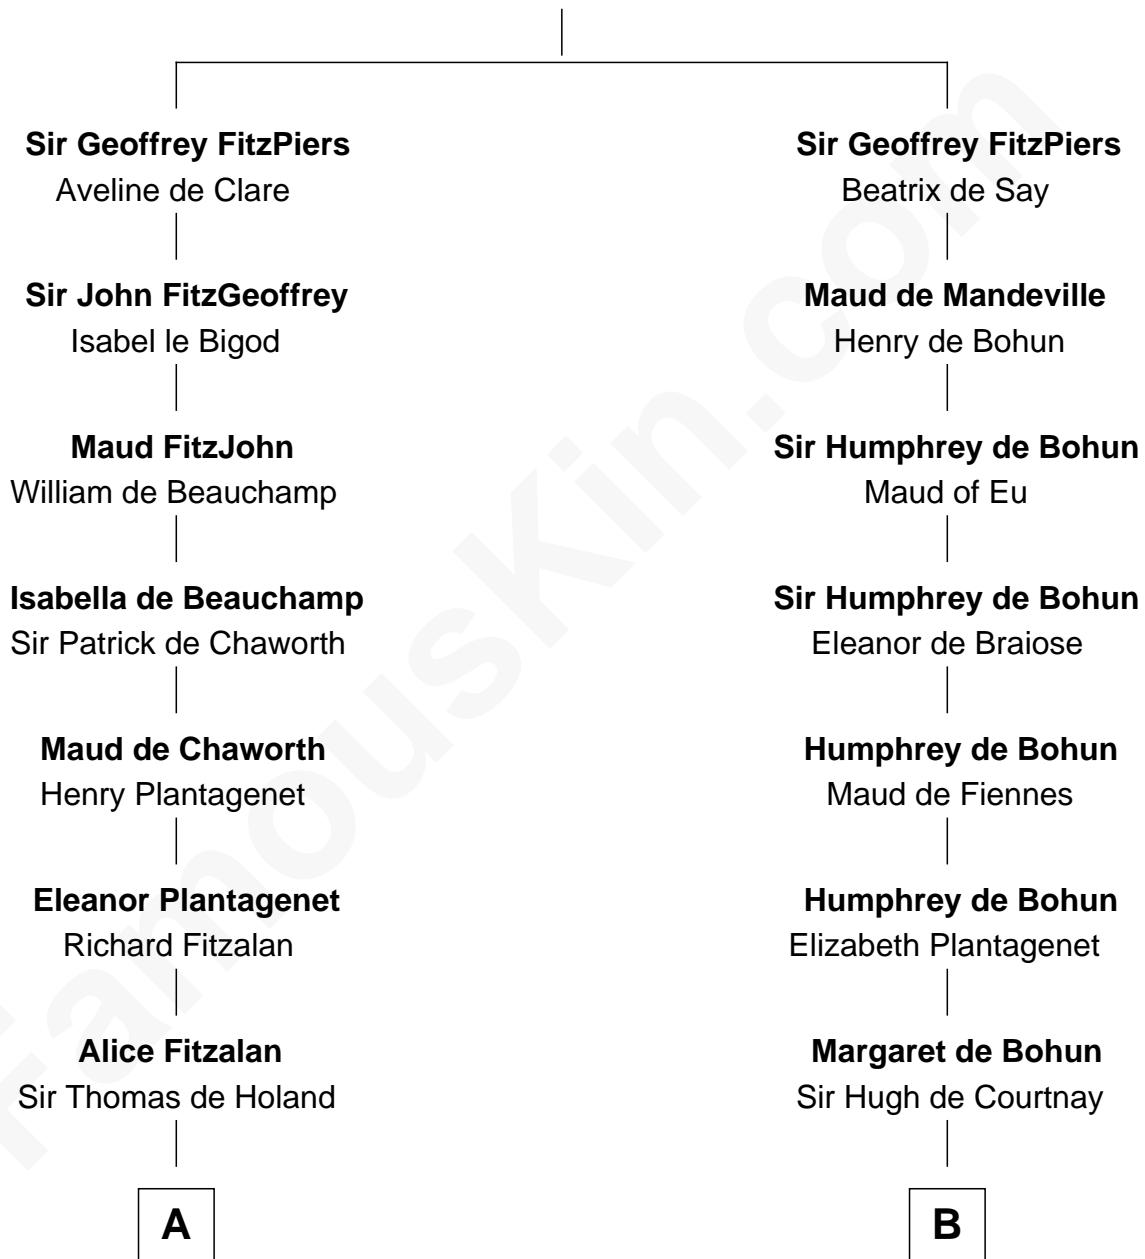 Sir Geoffrey FitzPiers
Aveline de Clare
Sir John FitzGeoffrey
Isabel le Bigod
Maud FitzJohn
William de Beauchamp
Isabella de Beauchamp
Sir Patrick de Chaworth
Maud de Chaworth
Henry Plantagenet
Eleanor Plantagenet
Richard Fitzalan
Alice Fitzalan
Sir Thomas de Holand
A
Sir Geoffrey FitzPiers
Beatrix de Say
Maud de Mandeville
Henry de Bohun
Sir Humphrey de Bohun
Maud of Eu
Sir Humphrey de Bohun
Eleanor de Braiose
Humphrey de Bohun
Maud de Fiennes
Humphrey de Bohun
Elizabeth Plantagenet
Margaret de Bohun
Sir Hugh de Courtnay
B
FamousKin.com